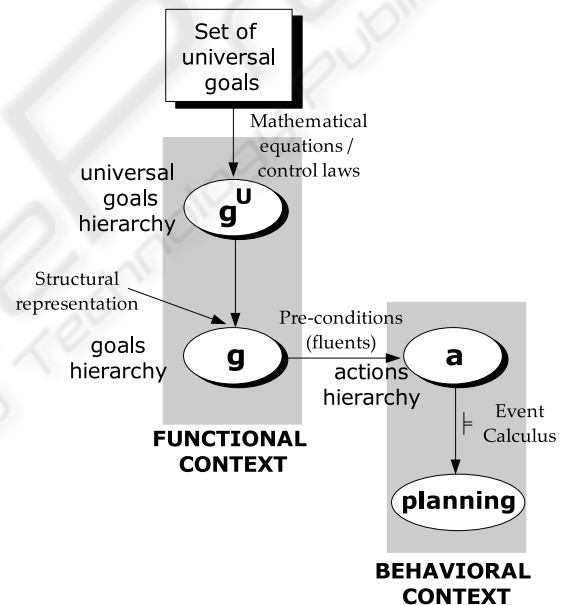 Set of
universal
goals
Mathematical
equations /
control laws
universal
goals
hierarchy
g^U
Structural
representation
goals
hierarchy
g
Pre-conditions
(fluents)
actions
hierarchy
a
⊨ Event
Calculus
planning
FUNCTIONAL
CONTEXT
BEHAVIORAL
CONTEXT